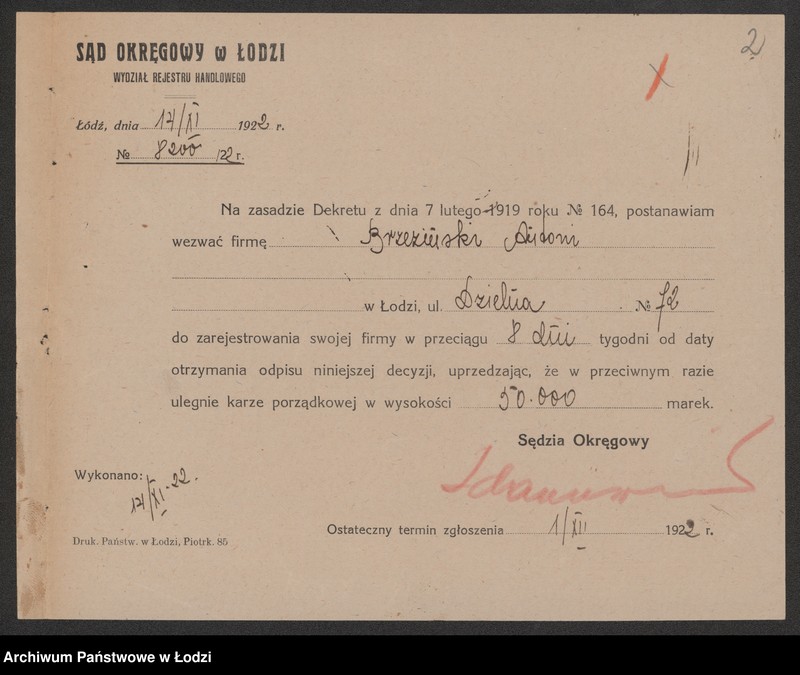 2
SĄD OKRĘGOWY w ŁODZI
WYDZIAŁ REJESTRU HANDLOWEGO
Łódź, dnia 17/XI 1922 r.
№ 8200 /22 r.
Na zasadzie Dekretu z dnia 7 lutego 1919 roku № 164, postanawiam
wezwać firmę Brzeziński Antoni
w Łodzi, ul. Dzielna № 72
do zarejestrowania swojej firmy w przeciągu 8 dni tygodni od daty
otrzymania odpisu niniejszej decyzji, uprzedzając, że w przeciwnym razie
ulegnie karze porządkowej w wysokości 50.000 marek.
Sędzia Okręgowy
Wykonano:
17/XI-22.
Ostateczny termin zgłoszenia 1/XII 1922 r.
Druk. Państw. w Łodzi, Piotrk. 85
Archiwum Państwowe w Łodzi